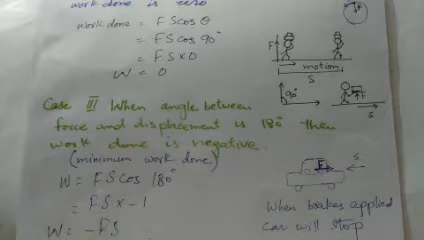 work done is zero
work done = F S cos θ
= F S cos 90°
= F S x 0
W = 0
F
motion
S
90°
F
S
Case III When angle between
force and displacement is 180° then
work done is negative.
(minimum work done)
W = F S cos 180°
= F S x -1
W = - F S
F
S
When brakes applied
car will stop